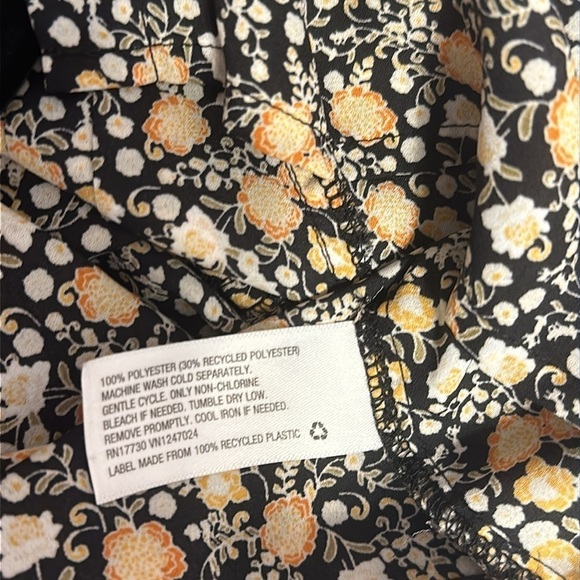 100% POLYESTER (30% RECYCLED POLYESTER)
MACHINE WASH COLD SEPARATELY.
GENTLE CYCLE. ONLY NON-CHLORINE
BLEACH IF NEEDED. TUMBLE DRY LOW.
REMOVE PROMPTLY. COOL IRON IF NEEDED.
RN17730 VN1247024
LABEL MADE FROM 100% RECYCLED PLASTIC